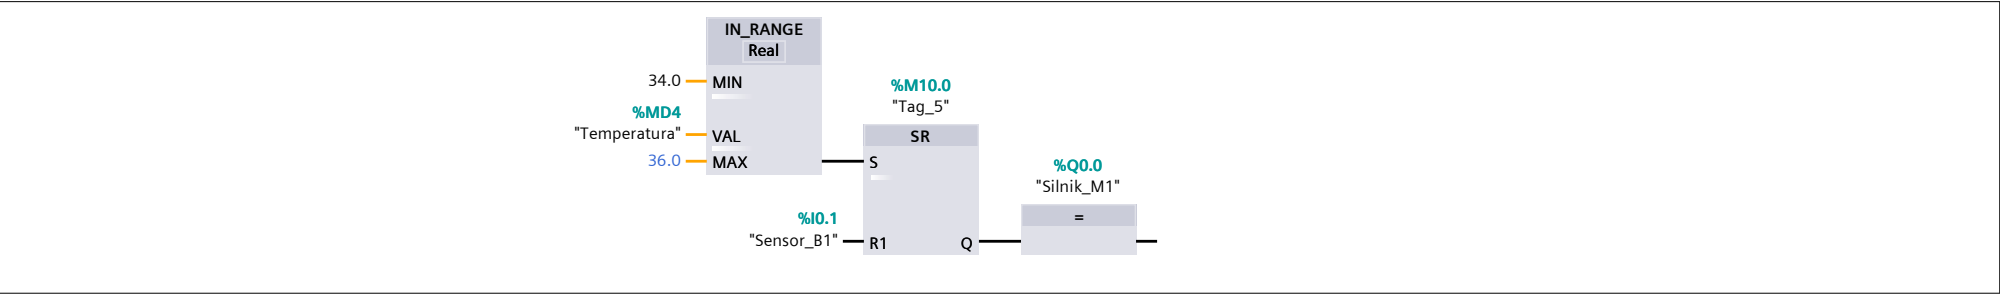 IN_RANGE
Real
34.0 MIN
%MD4
"Temperatura" VAL
36.0 MAX
%M10.0
"Tag_5"
SR
S
%I0.1
"Sensor_B1" R1 Q
%Q0.0
"Silnik_M1"
=